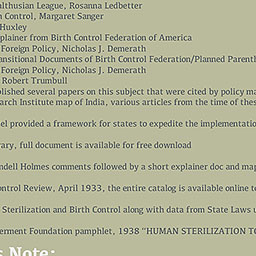 althusian League, Rosanna Ledbetter
h Control, Margaret Sanger
Huxley
plainer from Birth Control Federation of America
Foreign Policy, Nicholas J. Demerath
ansitional Documents of Birth Control Federation/Planned Parenth
Foreign Policy, Nicholas J. Demerath
Robert Trumbull
blished several papers on this subject that were cited by policy ma
arch Institute map of India, various articles from the time of thes
el provided a framework for states to expedite the implementatio
ary, full document is available for free download
ndell Holmes comments followed by a short explainer doc and map
ontrol Review, April 1933, the entire catalog is available online to
Sterilization and Birth Control along with data from State Laws u
erment Foundation pamphlet, 1938 "HUMAN STERILIZATION TO
s Note: